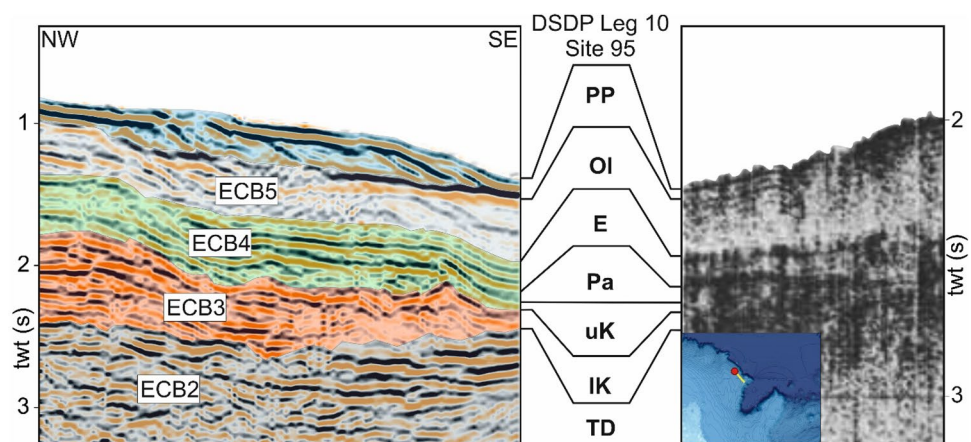 NW
SE
DSDP Leg 10
Site 95
PP
Ol
E
Pa
uK
lK
TD
1
2
3
twt (s)
ECB5
ECB4
ECB3
ECB2
2
3
twt (s)